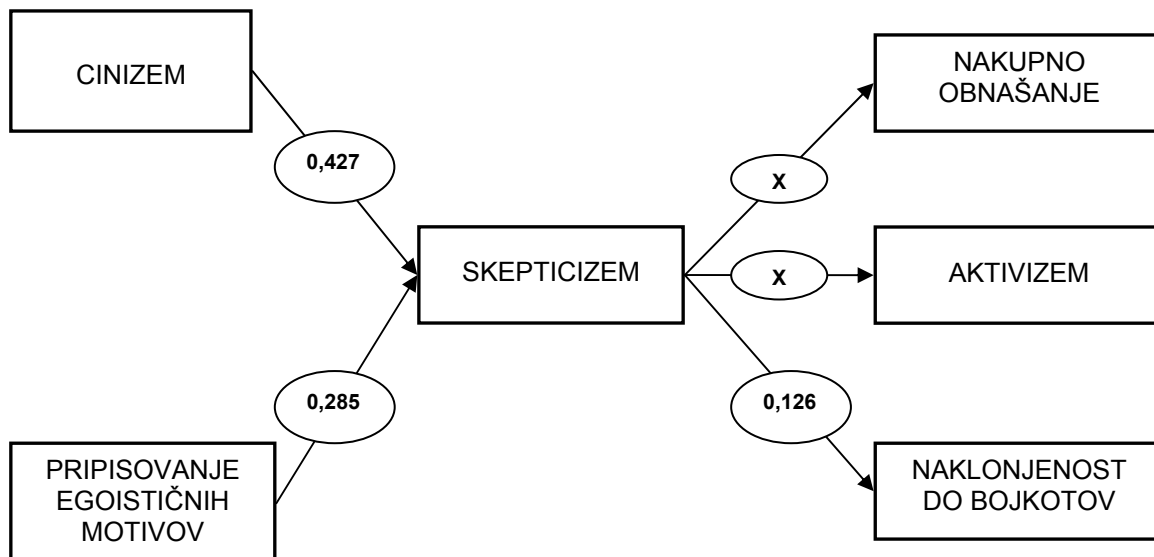 CINIZEM
NAKUPNO
OBNAŠANJE
0,427
X
SKEPTICIZEM
X
AKTIVIZEM
0,285
0,126
PRIPISOVANJE
EGOISTIČNIH
MOTIVOV
NAKLONJENOST
DO BOJKOTOV